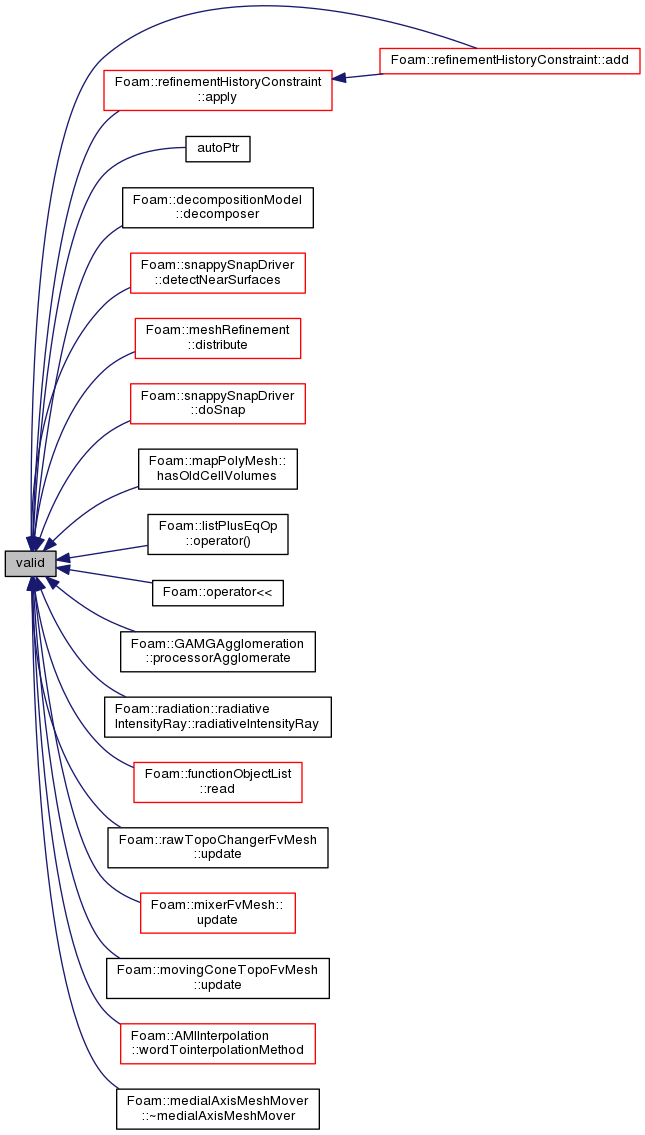 Foam::refinementHistoryConstraint::add
Foam::refinementHistoryConstraint
::apply
autoPtr
Foam::decompositionModel
::decomposer
Foam::snappySnapDriver
::detectNearSurfaces
Foam::meshRefinement
::distribute
Foam::snappySnapDriver
::doSnap
Foam::mapPolyMesh::
hasOldCellVolumes
Foam::listPlusEqOp
::operator()
valid
Foam::operator<<
Foam::GAMGAgglomeration
::processorAgglomerate
Foam::radiation::radiative
IntensityRay::radiativeIntensityRay
Foam::functionObjectList
::read
Foam::rawTopoChangerFvMesh
::update
Foam::mixerFvMesh::
update
Foam::movingConeTopoFvMesh
::update
Foam::AMIInterpolation
::wordTointerpolationMethod
Foam::medialAxisMeshMover
::~medialAxisMeshMover